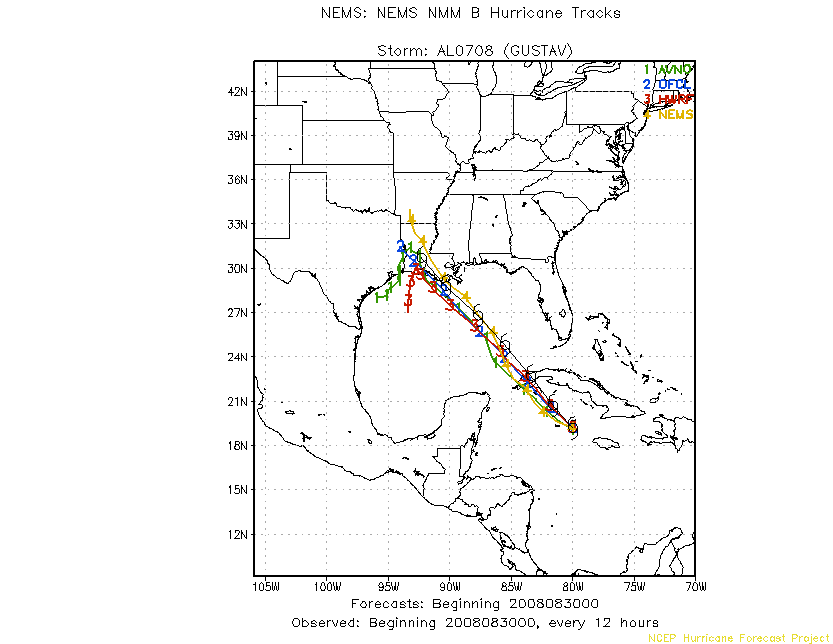 NEMS: NEMS NMM B Hurricane Tracks
Storm: AL0708 (GUSTAV)
1 AVNO
2 OFCL
3 HWRF
NEMS
42N
39N
36N
33N
30N
27N
24N
21N
18N
15N
12N
105W 100W 95W 90W 85W 80W 75W 70W
Forecasts: Beginning 2008083000
Observed: Beginning 2008083000, every 12 hours
NCEP Hurricane Forecast Project